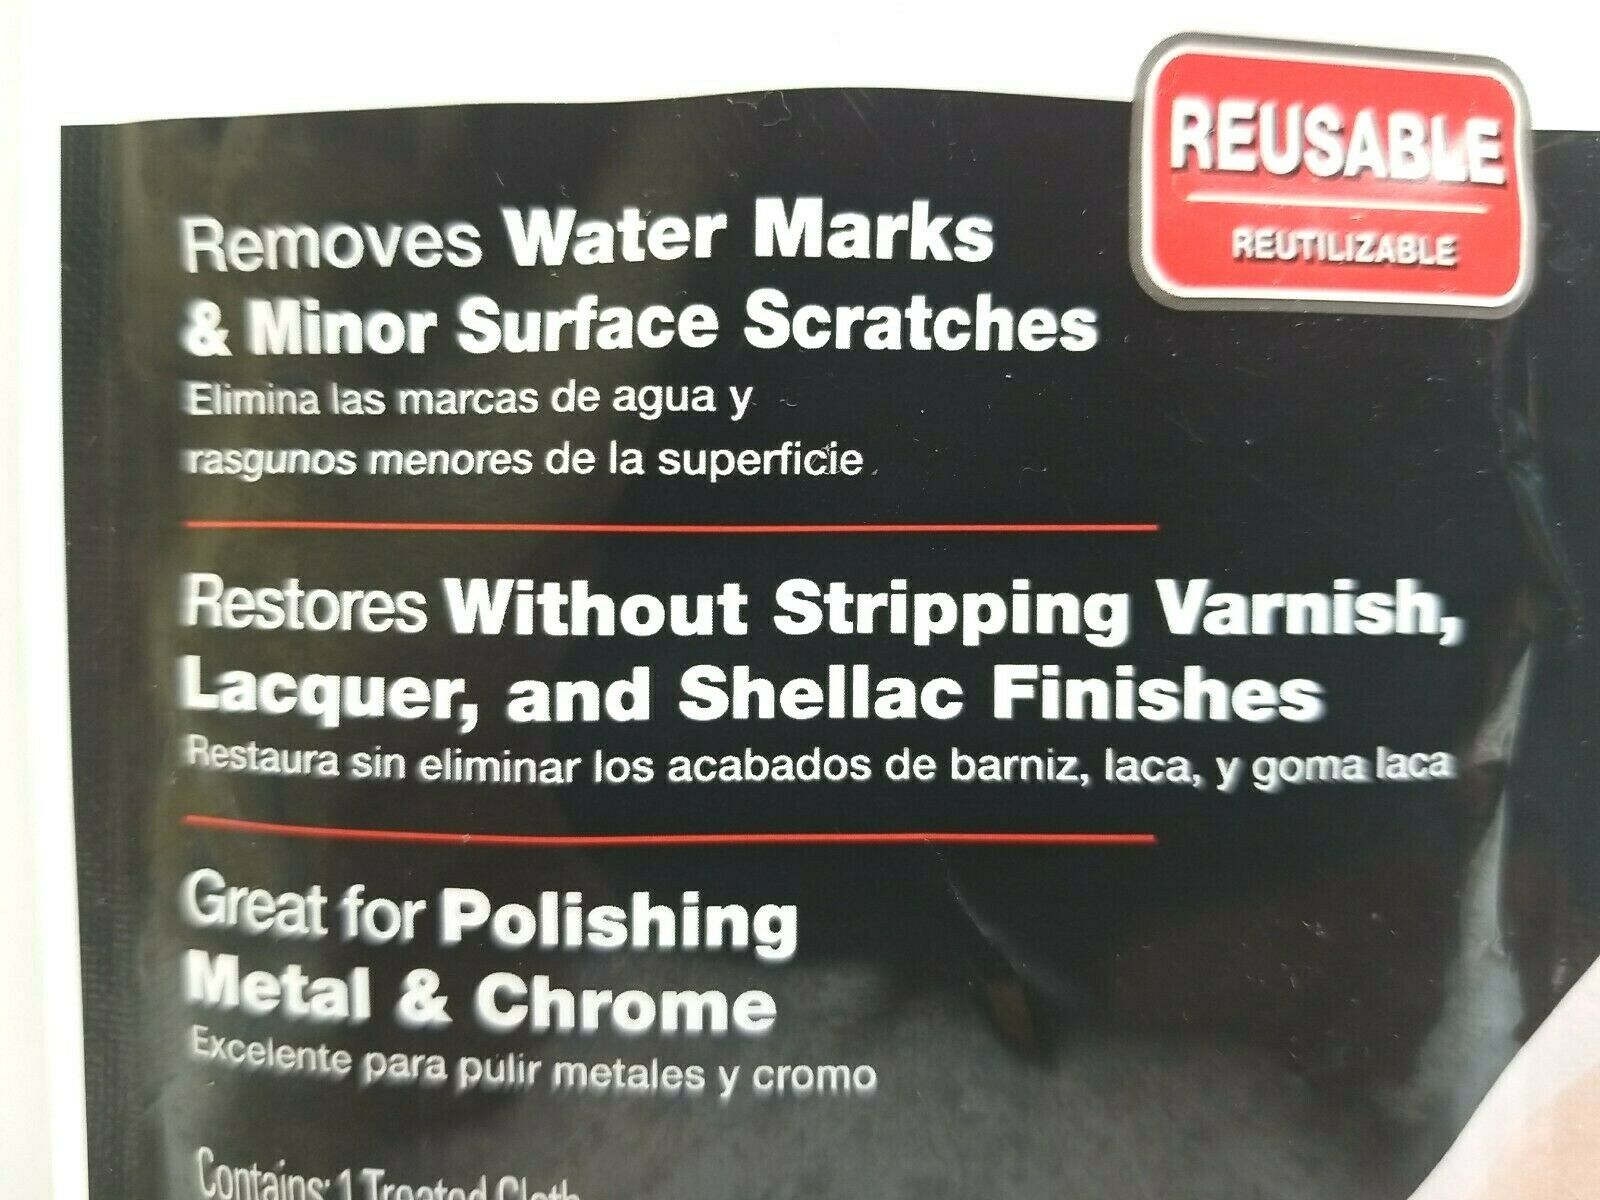 REUSABLE
REUTILIZABLE
Removes Water Marks
& Minor Surface Scratches
Elimina las marcas de agua y
rasgunos menores de la superficie
Restores Without Stripping Varnish,
Lacquer, and Shellac Finishes
Restaura sin eliminar los acabados de barniz, laca, y goma laca
Great for Polishing
Metal & Chrome
Excelente para pulir metales y cromo
Contains: 1 Treated Cloth